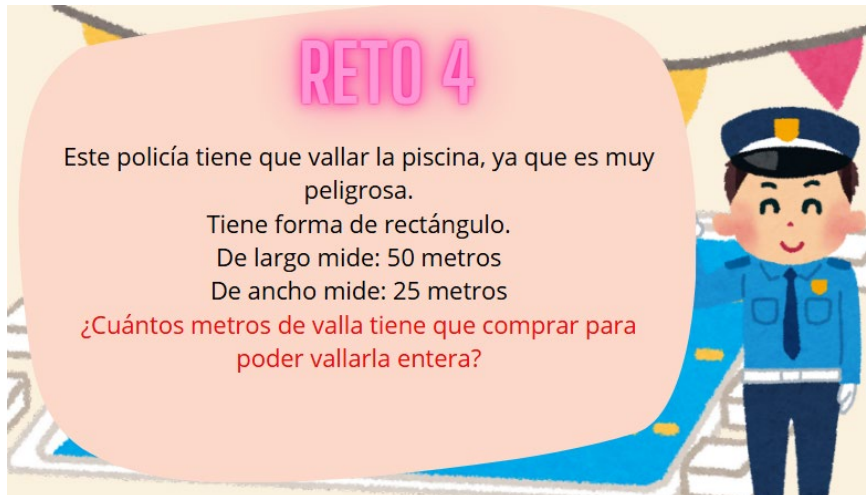 RETO 4
Este policía tiene que vallar la piscina, ya que es muy
peligrosa.
Tiene forma de rectángulo.
De largo mide: 50 metros
De ancho mide: 25 metros
¿Cuántos metros de valla tiene que comprar para
poder vallarla entera?